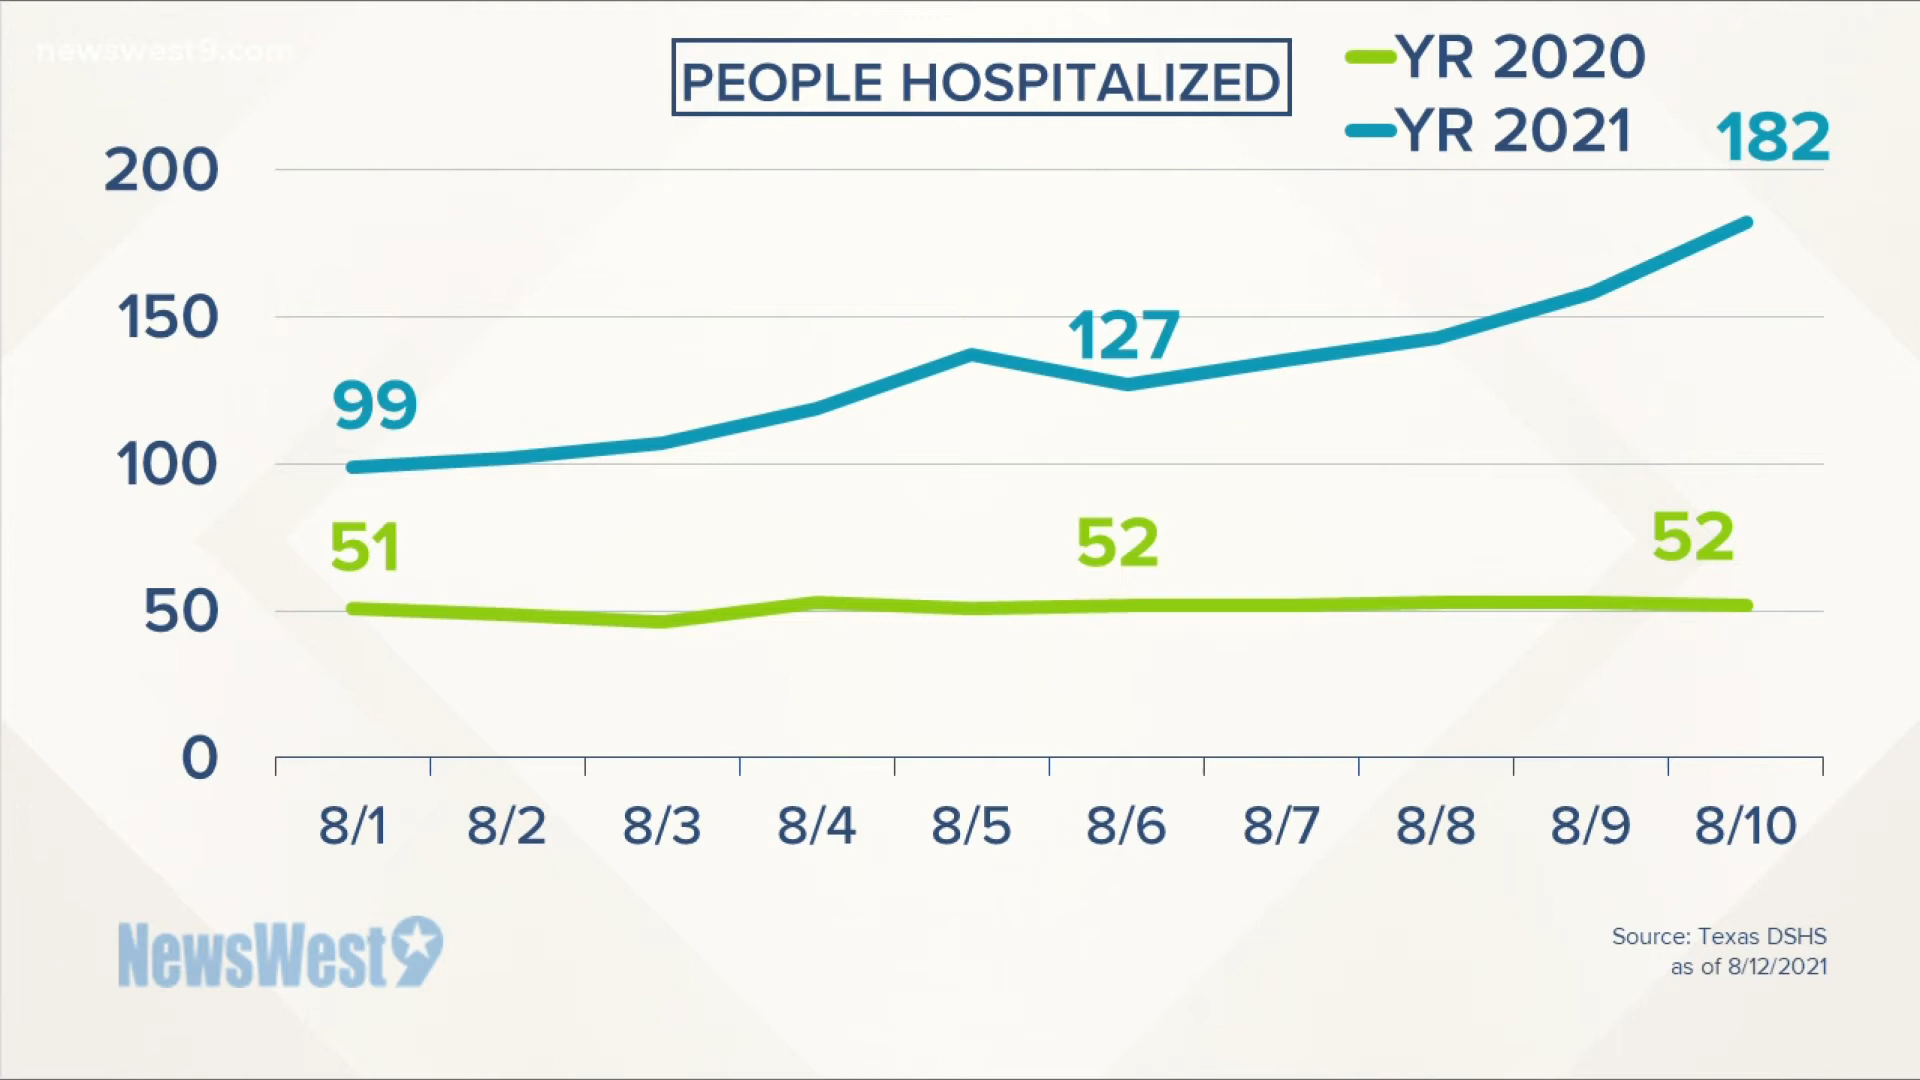 newswest9.com
PEOPLE HOSPITALIZED
YR 2020
YR 2021
182
200
150
127
99
100
51
52
52
50
0
8/1 8/2 8/3 8/4 8/5 8/6 8/7 8/8 8/9 8/10
NewsWest9
Source: Texas DSHS
as of 8/12/2021